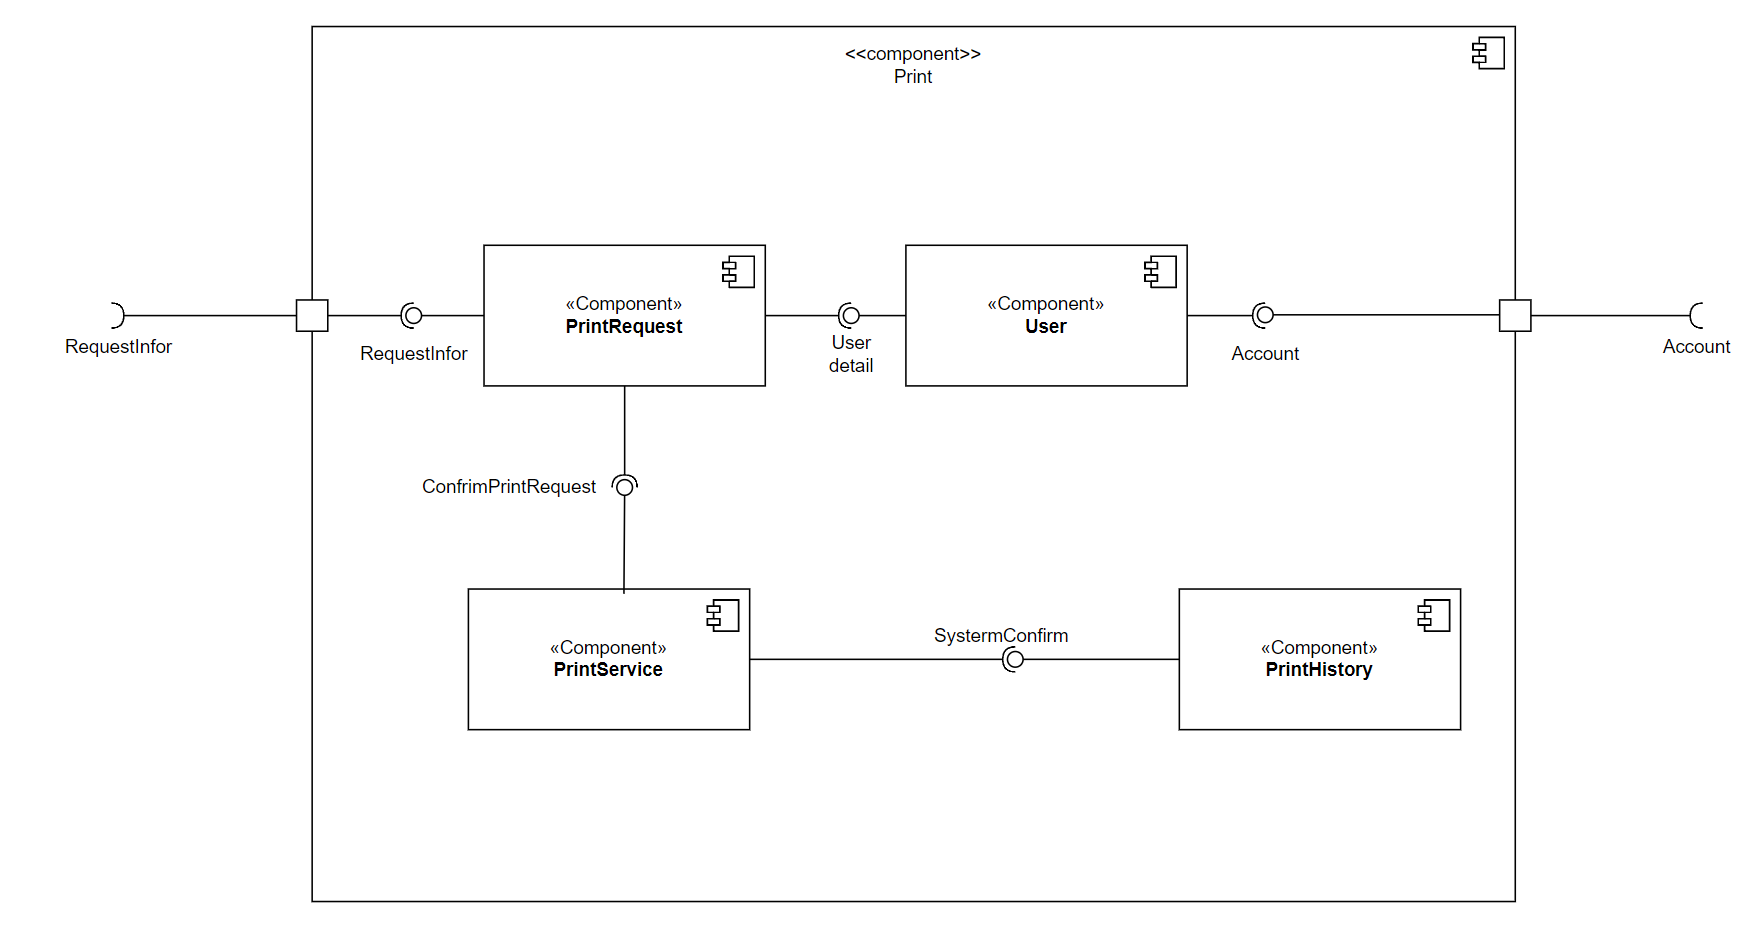 <<component>>
Print
«Component»
PrintRequest
«Component»
User
RequestInfor
RequestInfor
User
detail
Account
Account
ConfrimPrintRequest
SystermConfirm
«Component»
PrintService
«Component»
PrintHistory